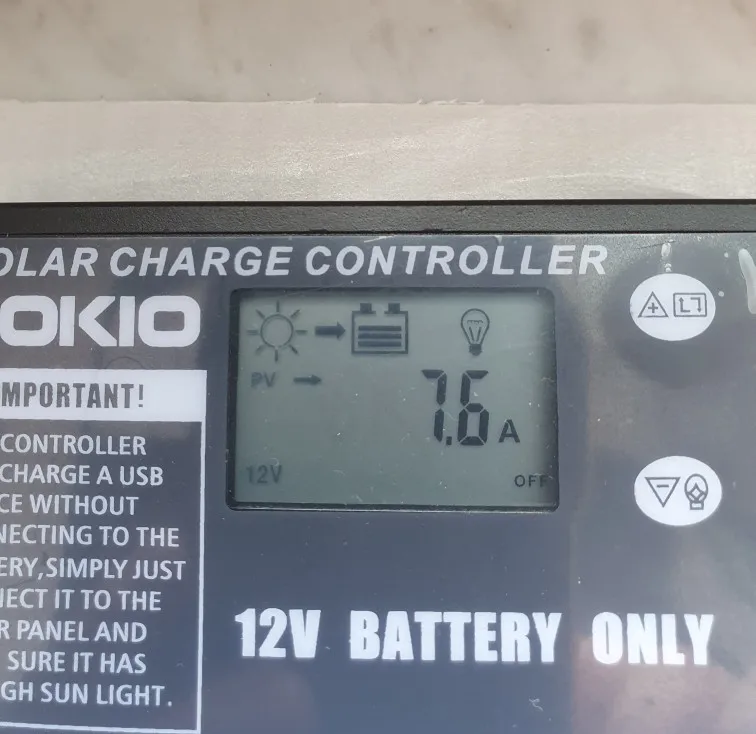 OLAR CHARGE CONTROLLER
OKIO
MPORTANT!
CONTROLLER
CHARGE A USB
CE WITHOUT
NECTING TO THE
ERY,SIMPLY JUST
NECT IT TO THE
R PANEL AND
SURE IT HAS
GH SUN LIGHT.
PV
7.6 A
12V
OFF
12V BATTERY ONLY